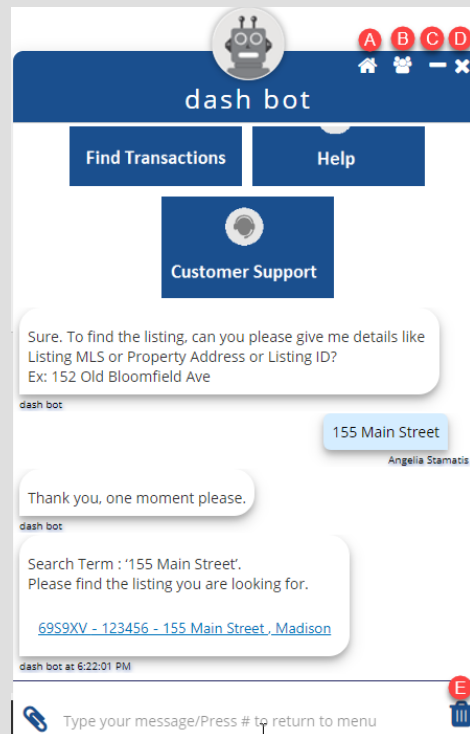 A B C D
dash bot
Find Transactions
Help
Customer Support
Sure. To find the listing, can you please give me details like
Listing MLS or Property Address or Listing ID?
Ex: 152 Old Bloomfield Ave
dash bot
155 Main Street
Angelia Stamatis
Thank you, one moment please.
dash bot
Search Term : ‘155 Main Street’.
Please find the listing you are looking for.
69S9XV - 123456 - 155 Main Street , Madison
dash bot at 6:22:01 PM
E
Type your message/Press # to return to menu